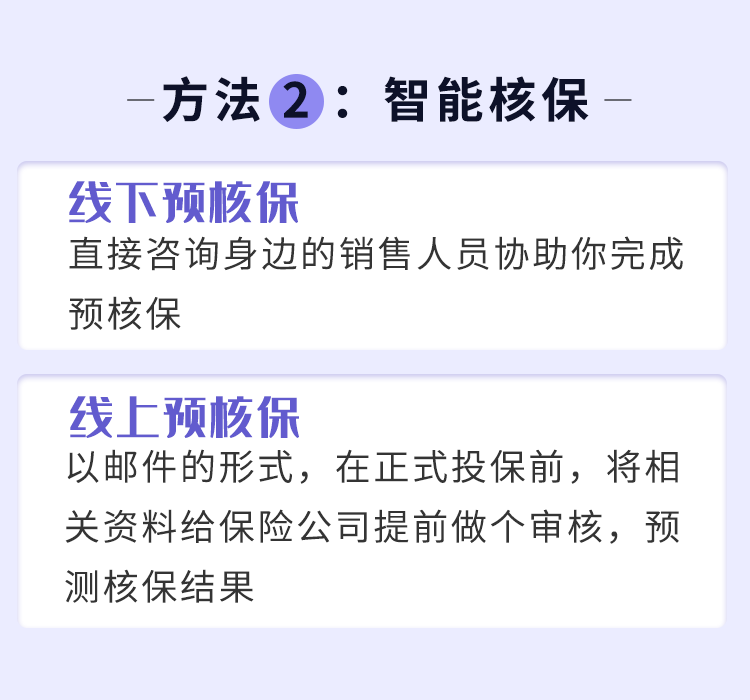 方法2：智能核保
线下预核保
直接咨询身边的销售人员协助你完成
预核保
线上预核保
以邮件的形式，在正式投保前，将相
关资料给保险公司提前做个审核，预
测核保结果